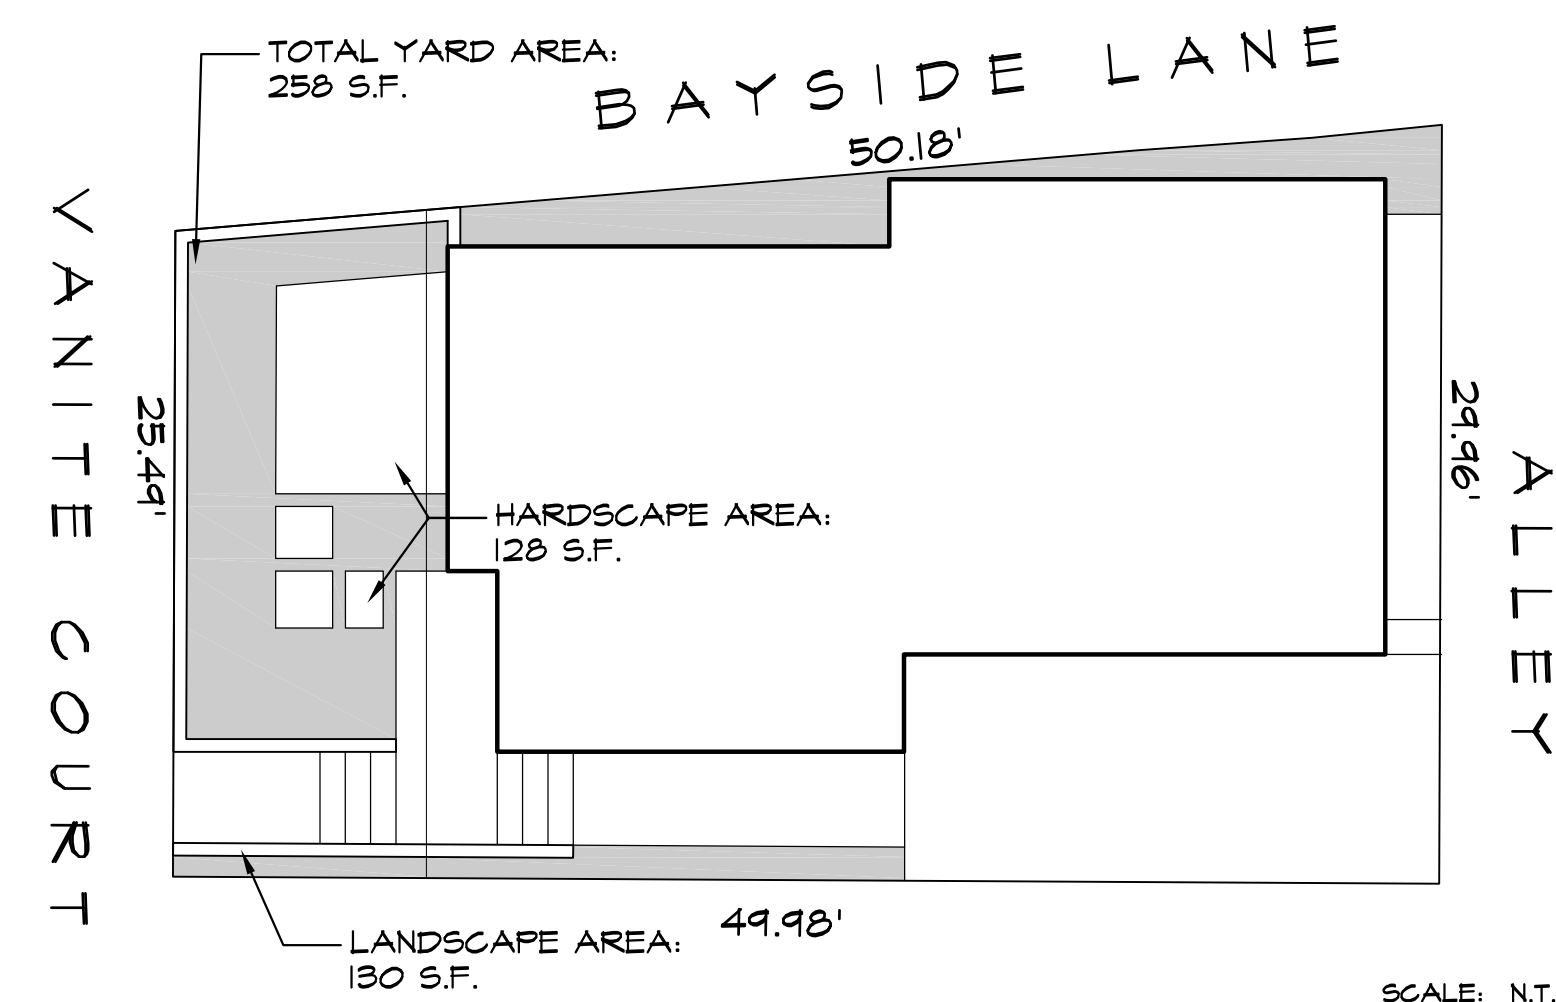 TOTAL YARD AREA:
258 S.F.
BAYSIDE LANE
50.18'
VANITE COURT
25.49'
29.96'
ALLEY
HARDSCAPE AREA:
128 S.F.
49.98'
LANDSCAPE AREA:
130 S.F.
SCALE: N.T.